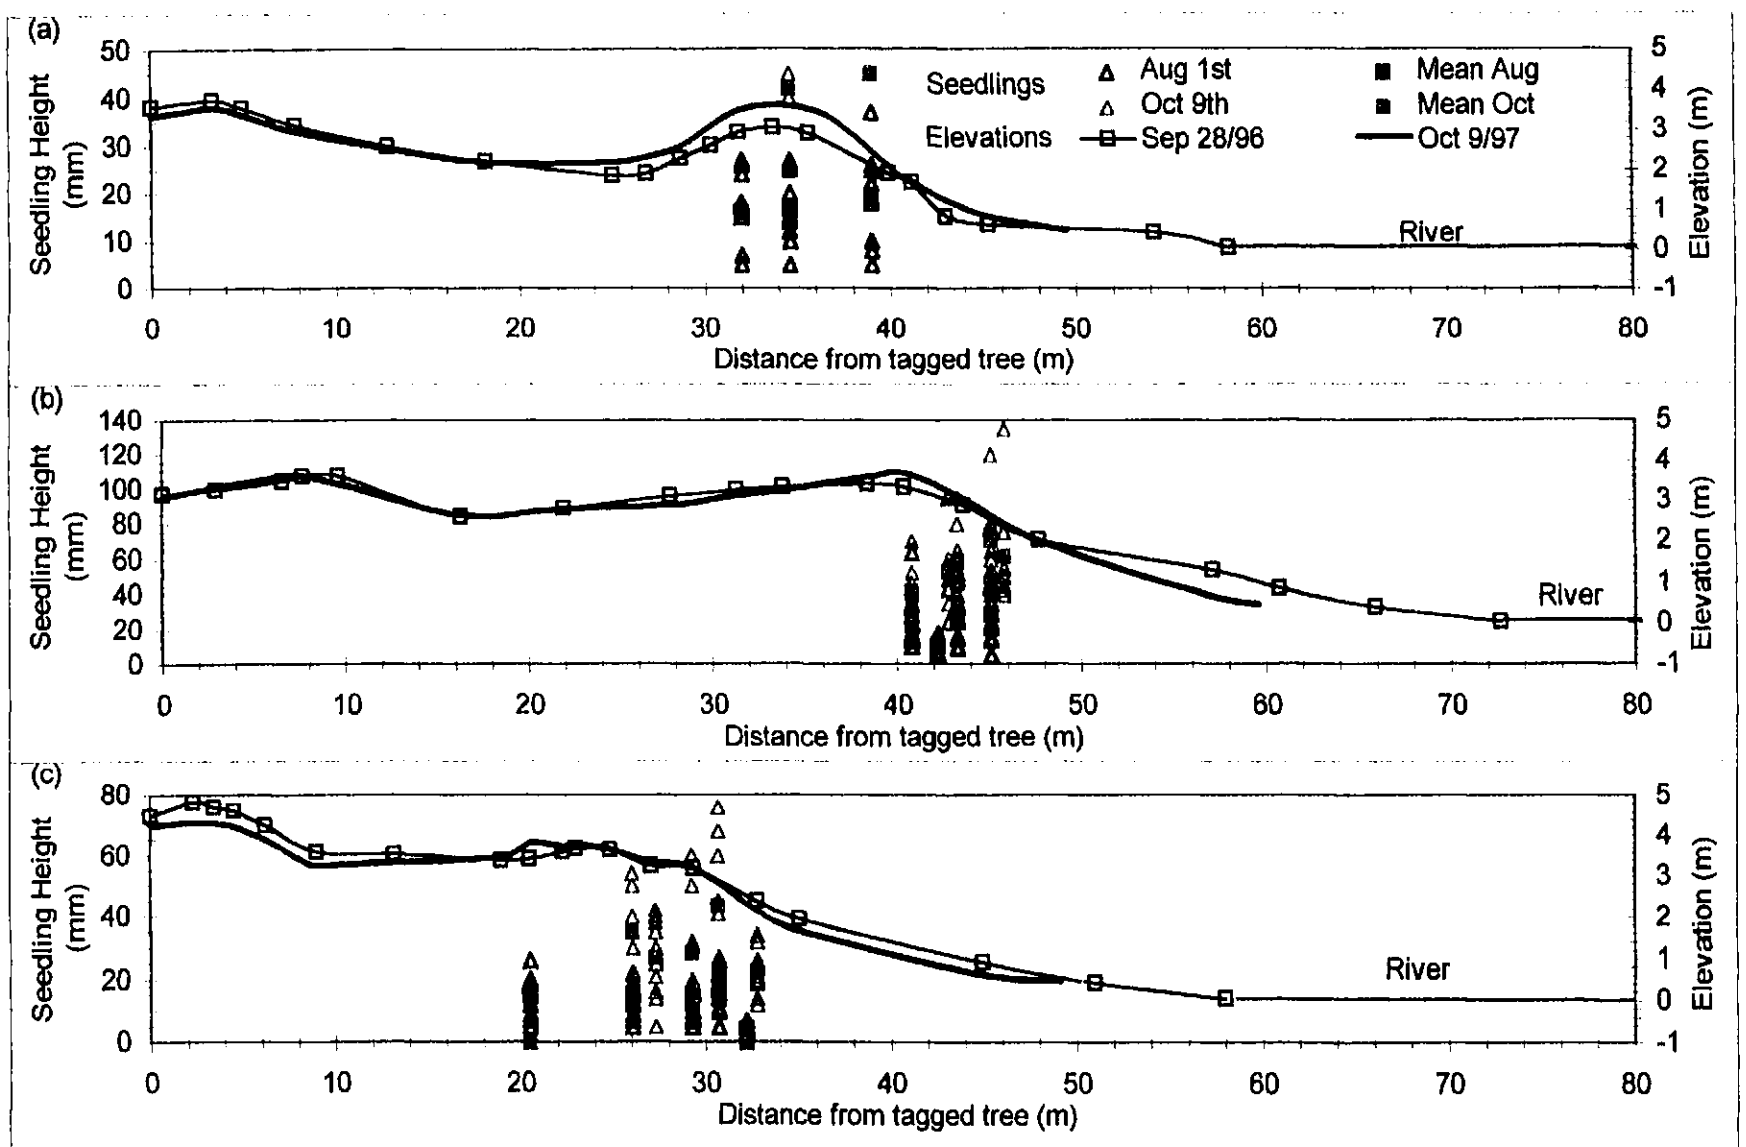 (a)
50
40
30
20
10
0
Seedling Height
(mm)
5
4
3
2
1
0
-1
Elevation (m)
Seedlings
Aug 1st
Mean Aug
Oct 9th
Mean Oct
Elevations
Sep 28/96
Oct 9/97
River
0 10 20 30 40 50 60 70 80
Distance from tagged tree (m)
(b)
140
120
100
80
60
40
20
0
Seedling Height
(mm)
5
4
3
2
1
0
-1
Elevation (m)
River
0 10 20 30 40 50 60 70 80
Distance from tagged tree (m)
(c)
80
60
40
20
0
Seedling Height
(mm)
5
4
3
2
1
0
-1
Elevation (m)
River
0 10 20 30 40 50 60 70 80
Distance from tagged tree (m)